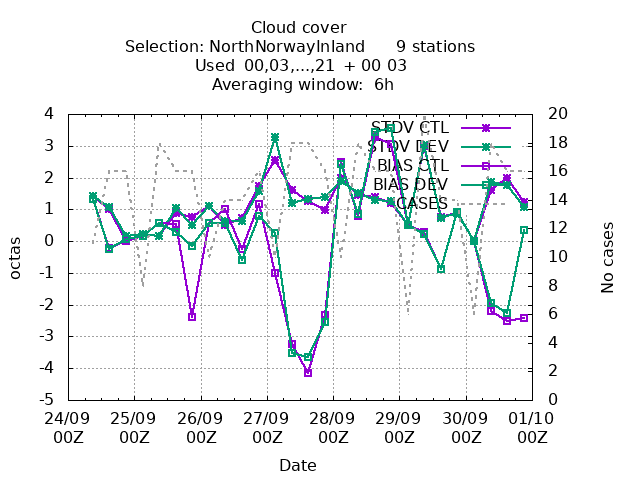 Cloud cover
Selection: NorthNorwayInland 9 stations
Used 00,03,...,21 + 00 03
Averaging window: 6h
4 20
STDV CTL
3 18
STDV DEV
2 16
BIAS CTL
BIAS DEV
1 14
CASES
0 12
-1 10
-2 8
-3 6
-4 4
2
-5 0
octas
No cases
24/09 25/09 26/09 27/09 28/09 29/09 30/09 01/10
00Z 00Z 00Z 00Z 00Z 00Z 00Z 00Z
Date